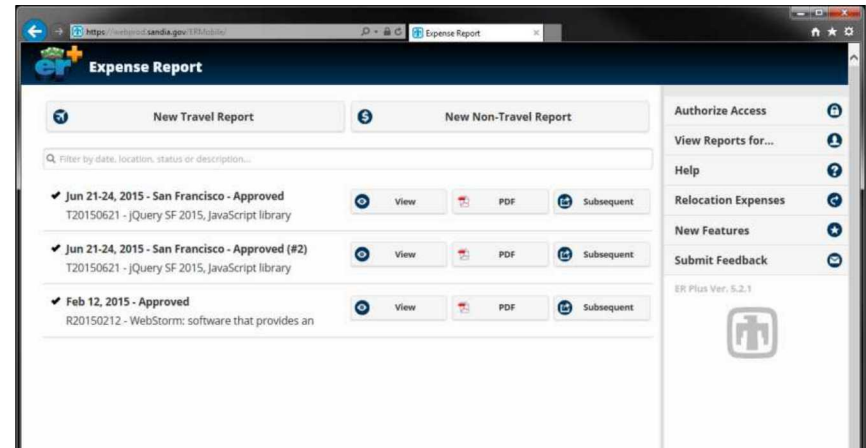 https://webprod.sandia.gov/ERMobile/
Expense Report
er+
Expense Report
New Travel Report
New Non-Travel Report
Filter by date, location, status or description...
✔ Jun 21-24, 2015 - San Francisco - Approved
T20150621 - jQuery SF 2015, JavaScript library
View
PDF
Subsequent
✔ Jun 21-24, 2015 - San Francisco - Approved (#2)
T20150621 - jQuery SF 2015, JavaScript library
View
PDF
Subsequent
✔ Feb 12, 2015 - Approved
R20150212 - WebStorm: software that provides an
View
PDF
Subsequent
Authorize Access
View Reports for...
Help
Relocation Expenses
New Features
Submit Feedback
ER Plus Ver. 5.2.1